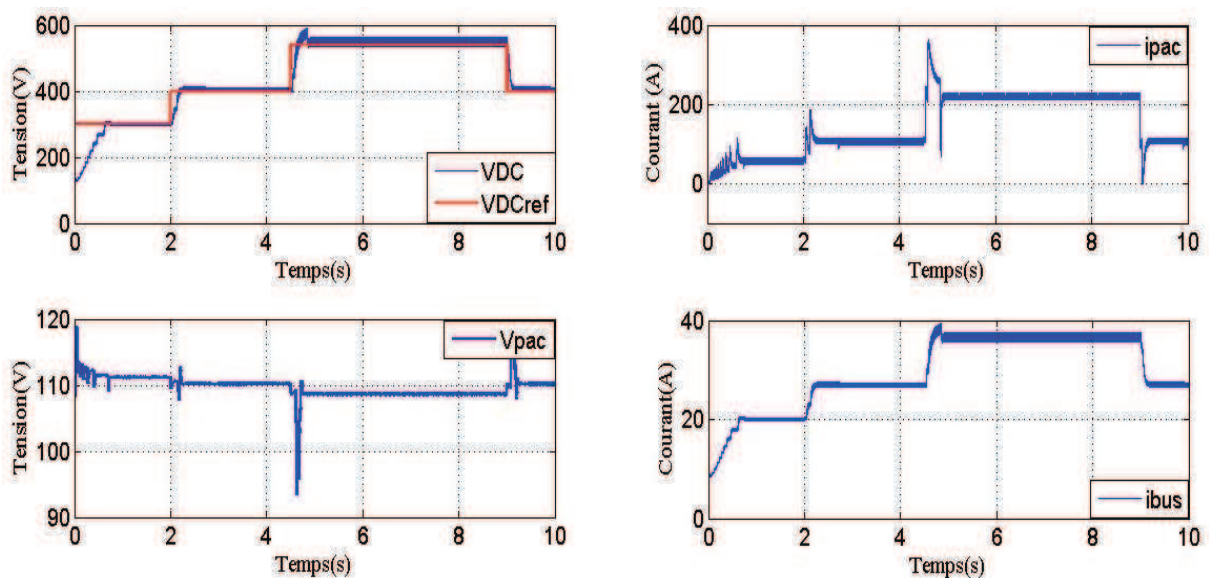 Tension(V)
600
400
200
0
0 2 4 6 8 10
Temps(s)
VDC
VDCref
Courant (A)
400
200
0
0 2 4 6 8 10
Temps(s)
ipac
Tension(V)
120
110
100
90
0 2 4 6 8 10
Temps(s)
Vpac
Courant(A)
40
20
0
0 2 4 6 8 10
Temps(s)
ibus